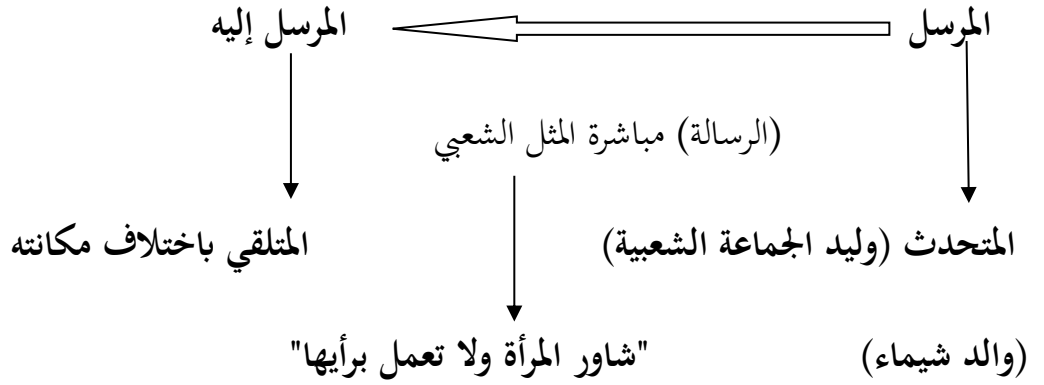 المرسل المرسل إليه
(الرسالة) مباشرة المثل الشعبي
المتحدث (وليد الجماعة الشعبية) المتلقي باختلاف مكانته
(والد شيماء) "شاور المرأة ولا تعمل برأيها"